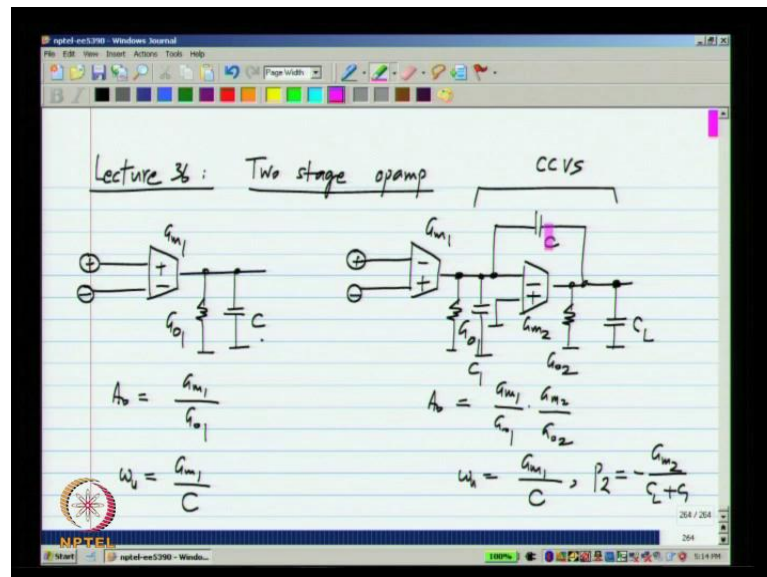 nptel-ee5390 - Windows Journal
File Edit View Insert Actions Tools Help
Page Width
B I
Lecture 36 : Two stage opamp
CCVS
Gm1
+ + -
-
Go1 C
Gm1
+ - +
-
C
- +
Gm2
Go1
C1
Go2
CL
A0 = Gm1 / Go1
A0 = Gm1 / Go1 · Gm2 / Go2
ωu = Gm1 / C
ωu = Gm1 / C , P2 = - Gm2 / CL + C1
264 / 264
264
NPTEL
Start nptel-ee5390 - Windo... 100% 5:14 PM